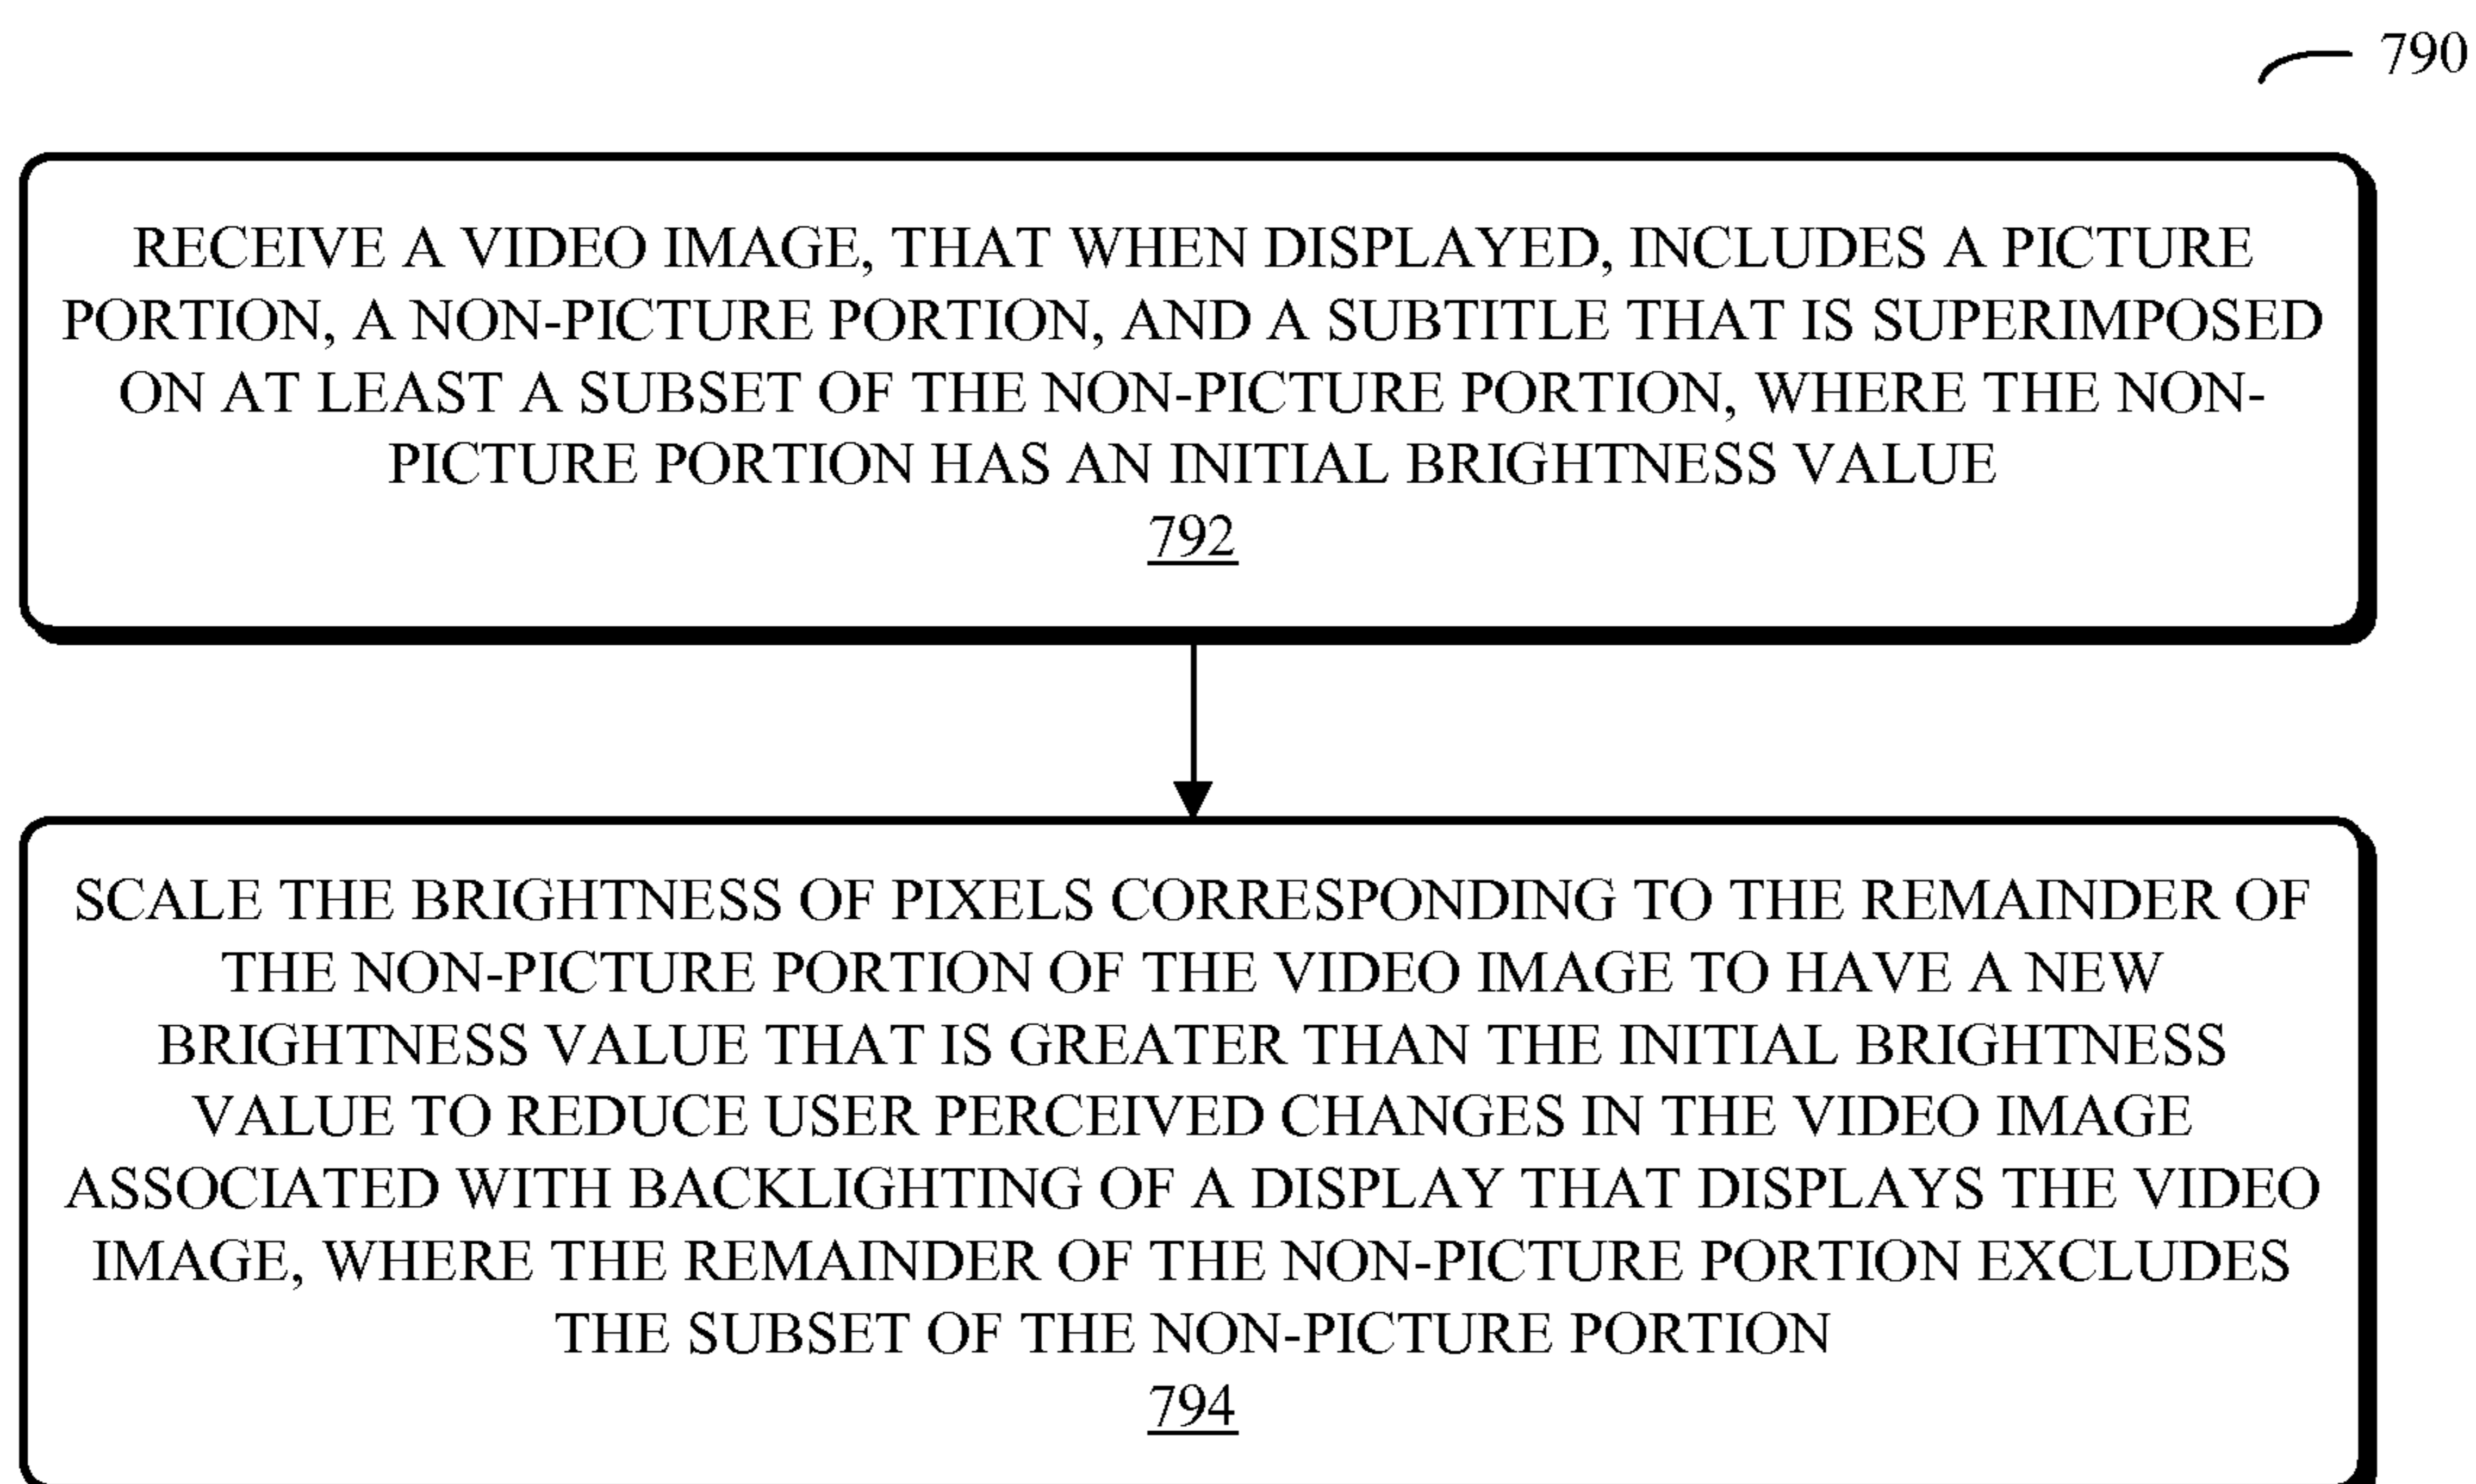 790
RECEIVE A VIDEO IMAGE, THAT WHEN DISPLAYED, INCLUDES A PICTURE
PORTION, A NON-PICTURE PORTION, AND A SUBTITLE THAT IS SUPERIMPOSED
ON AT LEAST A SUBSET OF THE NON-PICTURE PORTION, WHERE THE NON-
PICTURE PORTION HAS AN INITIAL BRIGHTNESS VALUE
792
SCALE THE BRIGHTNESS OF PIXELS CORRESPONDING TO THE REMAINDER OF
THE NON-PICTURE PORTION OF THE VIDEO IMAGE TO HAVE A NEW
BRIGHTNESS VALUE THAT IS GREATER THAN THE INITIAL BRIGHTNESS
VALUE TO REDUCE USER PERCEIVED CHANGES IN THE VIDEO IMAGE
ASSOCIATED WITH BACKLIGHTING OF A DISPLAY THAT DISPLAYS THE VIDEO
IMAGE, WHERE THE REMAINDER OF THE NON-PICTURE PORTION EXCLUDES
THE SUBSET OF THE NON-PICTURE PORTION
794